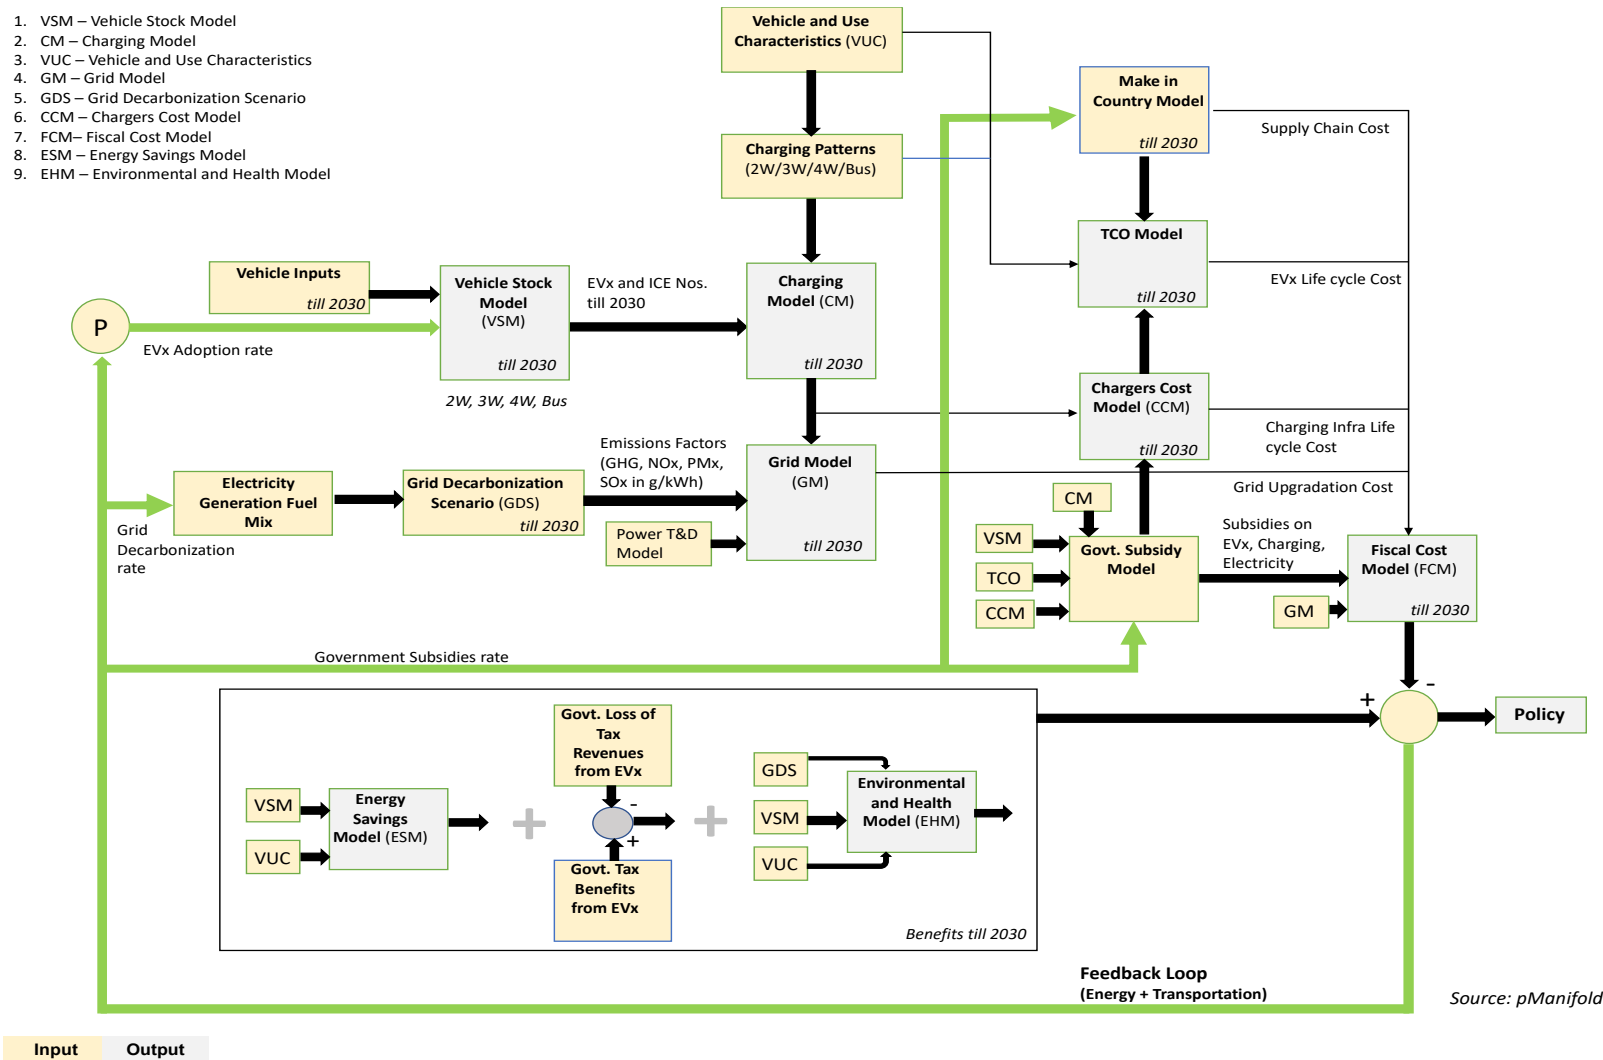 1. VSM – Vehicle Stock Model
2. CM – Charging Model
3. VUC – Vehicle and Use Characteristics
4. GM – Grid Model
5. GDS – Grid Decarbonization Scenario
6. CCM – Chargers Cost Model
7. FCM– Fiscal Cost Model
8. ESM – Energy Savings Model
9. EHM – Environmental and Health Model
Vehicle and Use
Characteristics (VUC)
Charging Patterns
(2W/3W/4W/Bus)
Make in
Country Model
till 2030
Supply Chain Cost
TCO Model
till 2030
EVx Life cycle Cost
Vehicle Inputs
till 2030
Vehicle Stock
Model
(VSM)
till 2030
2W, 3W, 4W, Bus
EVx and ICE Nos.
till 2030
Charging
Model (CM)
till 2030
P
EVx Adoption rate
Chargers Cost
Model (CCM)
till 2030
Charging Infra Life
cycle Cost
Electricity
Generation Fuel
Mix
Grid Decarbonization
Scenario (GDS)
till 2030
Emissions Factors
(GHG, NOx, PMx,
SOx in g/kWh)
Power T&D
Model
Grid Model
(GM)
till 2030
Grid Upgradation Cost
Grid
Decarbonization
rate
CM
VSM
TCO
CCM
Govt. Subsidy
Model
Subsidies on
EVx, Charging,
Electricity
GM
Fiscal Cost
Model (FCM)
till 2030
Government Subsidies rate
-
+
Policy
VSM
VUC
Energy
Savings
Model (ESM)
+
Govt. Loss of
Tax
Revenues
from EVx
-
+
Govt. Tax
Benefits
from EVx
+
GDS
VSM
VUC
Environmental
and Health
Model (EHM)
Benefits till 2030
Feedback Loop
(Energy + Transportation)
Source: pManifold
Input
Output